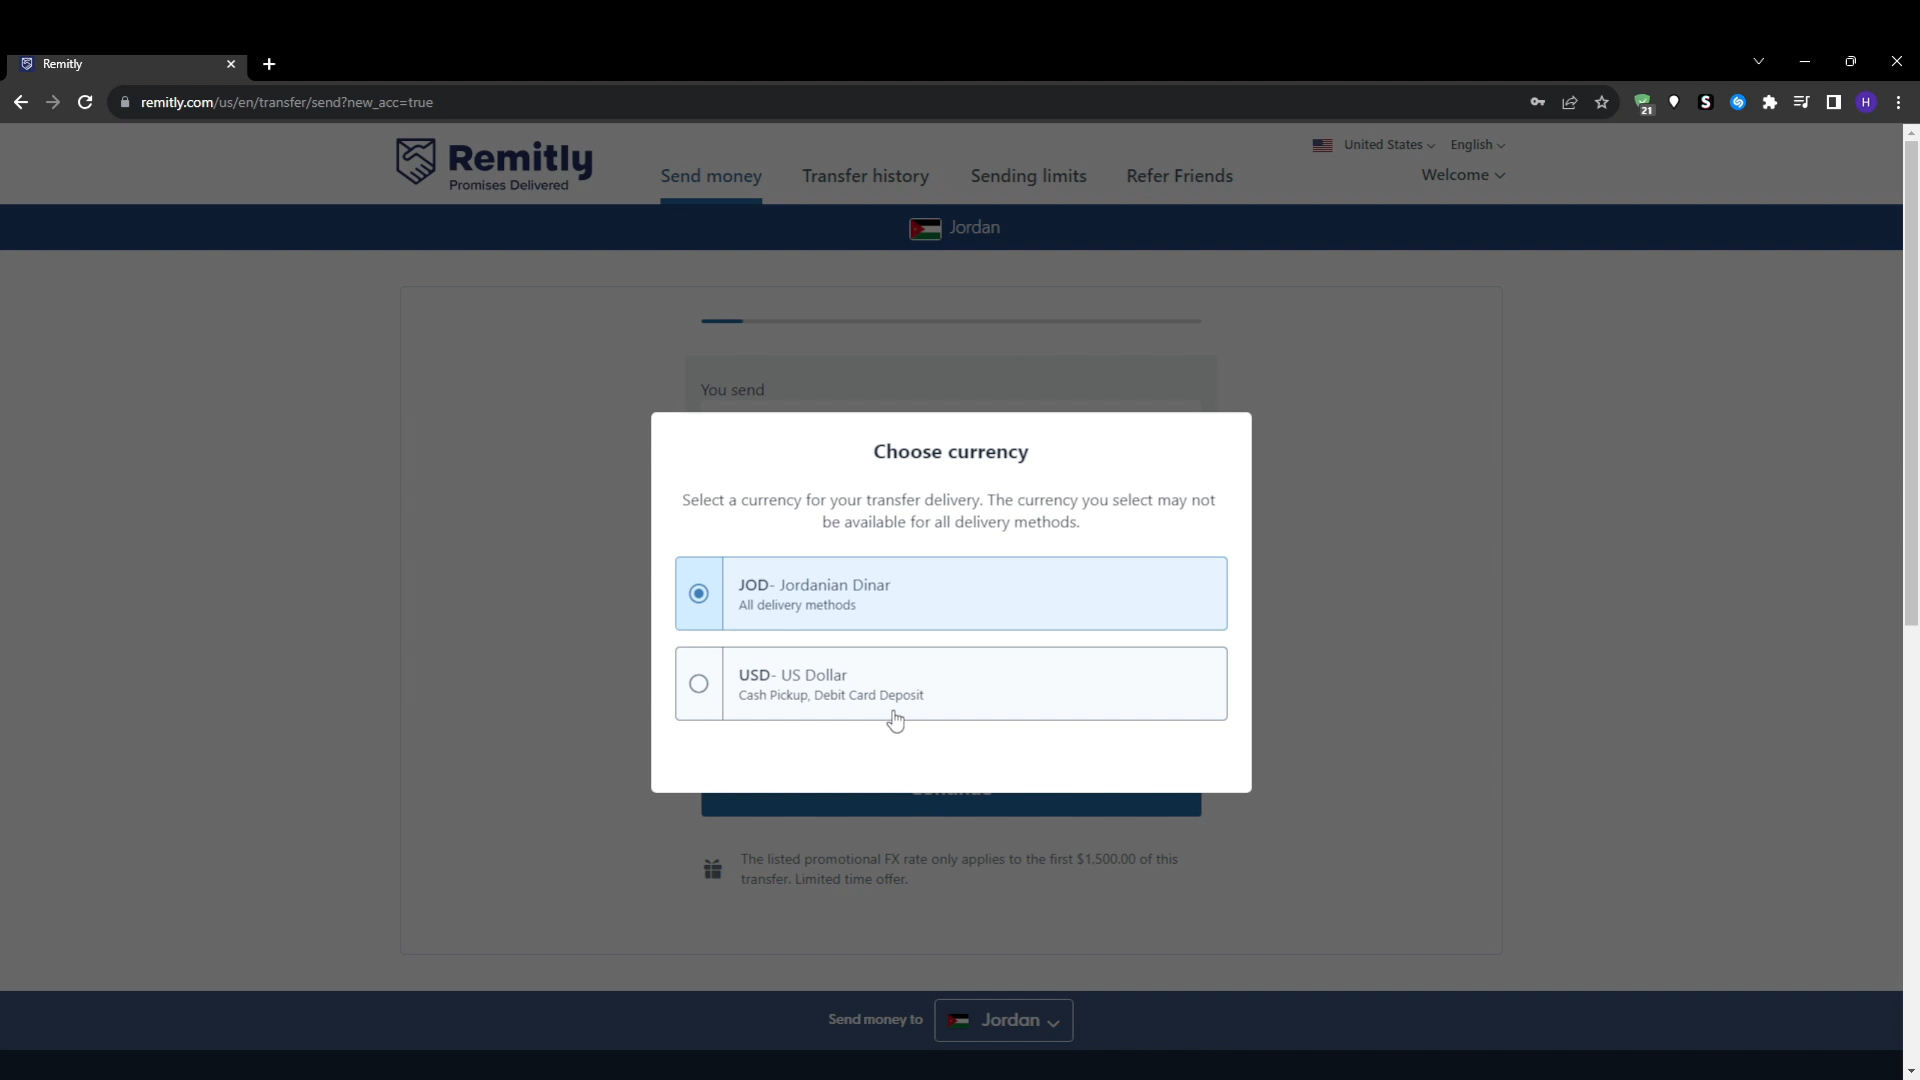 Remitly
remitly.com/us/en/transfer/send?new_acc=true
21
S
H
Remitly
Promises Delivered
Send money
Transfer history
Sending limits
Refer Friends
United States
English
Welcome
Jordan
You send
Choose currency
Select a currency for your transfer delivery. The currency you select may not
be available for all delivery methods.
JOD- Jordanian Dinar
All delivery methods
USD- US Dollar
Cash Pickup, Debit Card Deposit
The listed promotional FX rate only applies to the first $1,500.00 of this
transfer. Limited time offer.
Send money to
Jordan